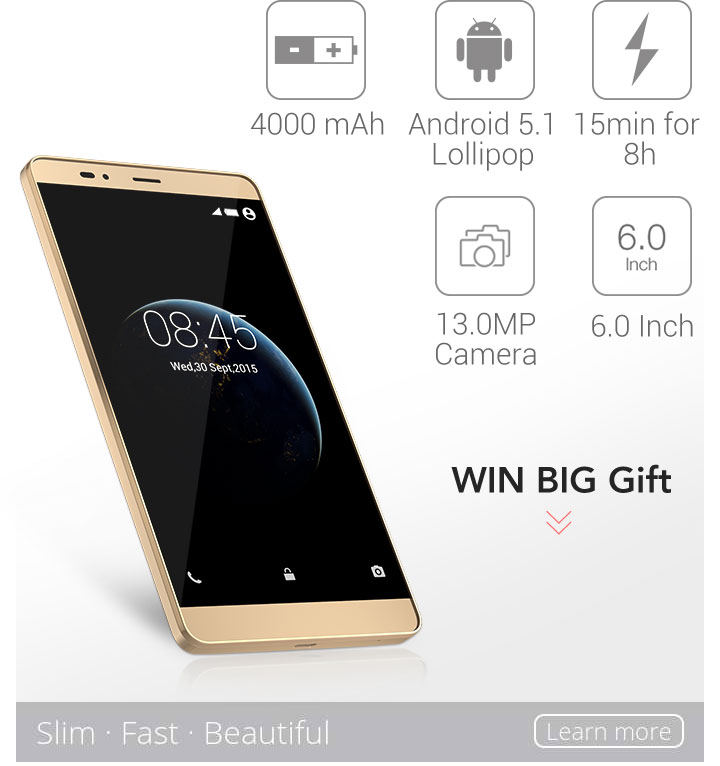 4000 mAh
Android 5.1
Lollipop
15min for
8h
6.0
Inch
13.0MP
Camera
6.0 Inch
08:45
Wed,30 Sept,2015
WIN BIG Gift
Slim · Fast · Beautiful
Learn more